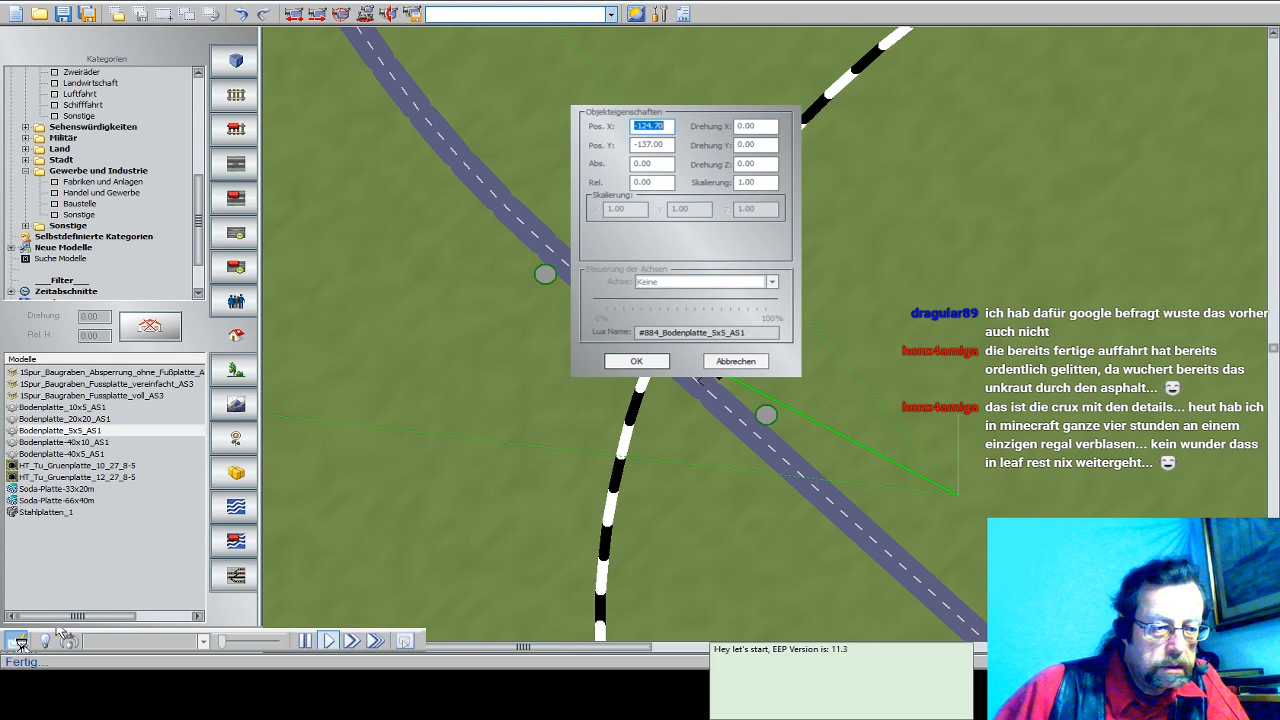 Kategorien
Zweiräder
Landwirtschaft
Luftfahrt
Schifffahrt
Sonstige
Sehenswürdigkeiten
Militär
Land
Stadt
Gewerbe und Industrie
Fabriken und Anlagen
Handel und Gewerbe
Baustelle
Sonstige
Sonstige
Selbstdefinierte Kategorien
Neue Modelle
Suche Modelle
___Filter___
Zeitabschnitte
Drehung: 0.00
Rel. H.: 0.00
Modelle
1Spur_Baugraben_Absperrung_ohne_Fußplatte_A
1Spur_Baugraben_Fussplatte_vereinfacht_AS3
1Spur_Baugraben_Fussplatte_voll_AS3
Bodenplatte_10x5_AS1
Bodenplatte_20x20_AS1
Bodenplatte_5x5_AS1
Bodenplatte-40x10_AS1
Bodenplatte-40x5_AS1
HT_Tu_Gruenplatte_10_27_8-5
HT_Tu_Gruenplatte_12_27_8-5
Soda-Platte-33x20m
Soda-Platte-66x40m
Stahlplatten_1
Fertig...
Objekteigenschaften
Pos. X: -124.70 Drehung X: 0.00
Pos. Y: -137.00 Drehung Y: 0.00
Abs. 0.00 Drehung Z: 0.00
Rel. 0.00 Skalierung: 1.00
Skalierung:
X: 1.00 Y: 1.00 Z: 1.00
Steuerung der Achsen
Achse: Keine
0% 100%
Lua Name: #884_Bodenplatte_5x5_AS1
OK Abbrechen
dragular89 ich hab dafür google befragt wuste das vorher
auch nicht
henx4amiga die bereits fertige auffahrt hat bereits
ordentlich gelitten, da wuchert bereits das
unkraut durch den asphalt...
henx4amiga das ist die crux mit den details... heut hab ich
in minecraft ganze vier stunden an einem
einzigen regal verblasen... kein wunder dass
in leaf rest nix weitergeht...
Hey let's start, EEP Version is: 11.3